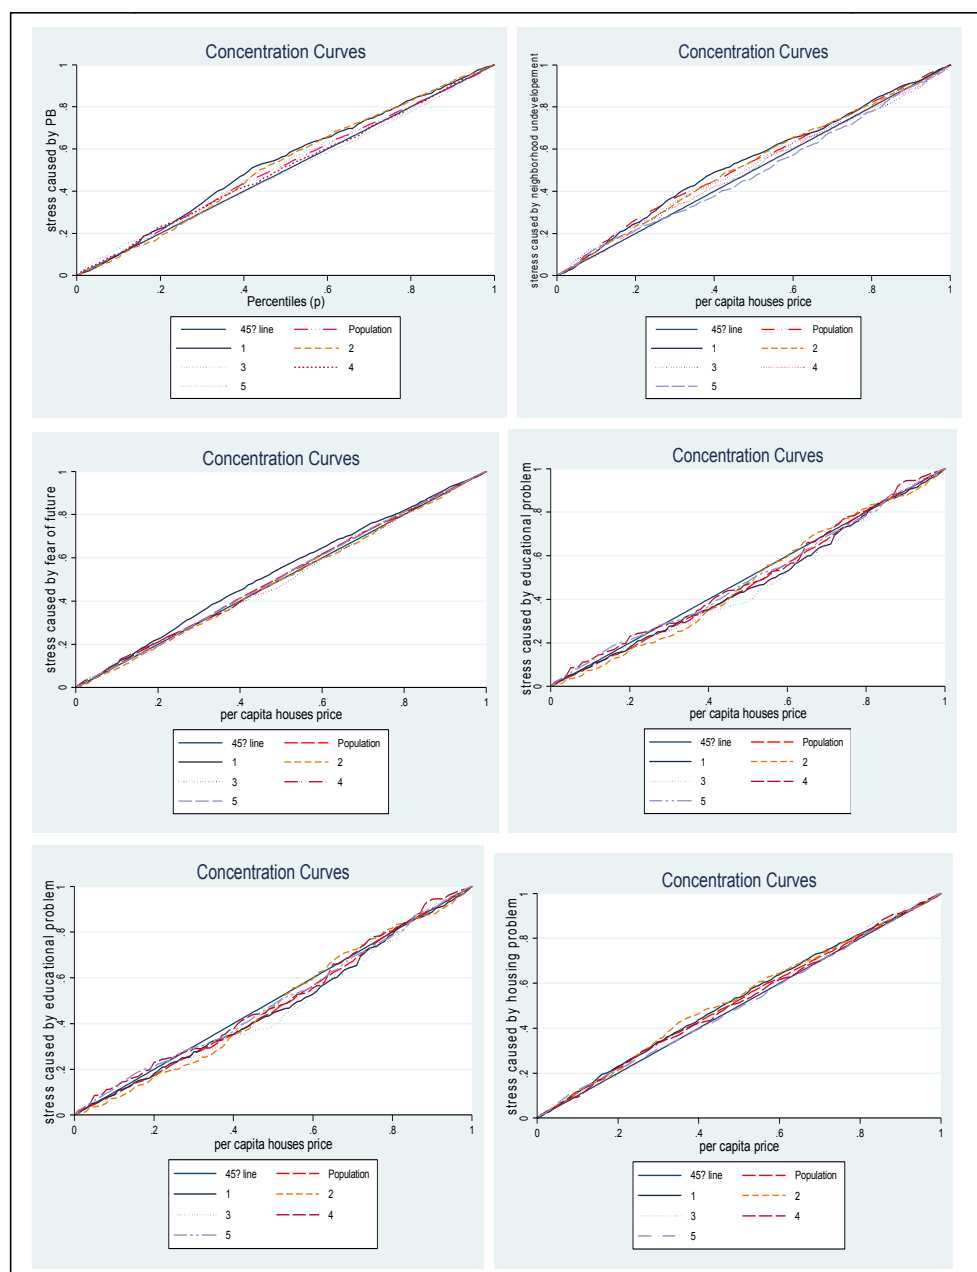 Concentration Curves
stress caused by PB
0 .2 .4 .6 .8 1
0 .2 .4 .6 .8 1
Percentiles (p)
45? line Population
1 2
3 4
5
Concentration Curves
steress caused by neighborhood undevelopement
0 .2 .4 .6 .8 1
0 .2 .4 .6 .8 1
per capita houses price
45? line Population
1 2
3 4
5
Concentration Curves
stress caused by fear of future
0 .2 .4 .6 .8 1
0 .2 .4 .6 .8 1
per capita houses price
45? line Population
1 2
3 4
5
Concentration Curves
stress caused by educational problem
0 .2 .4 .6 .8 1
0 .2 .4 .6 .8 1
per capita houses price
45? line Population
1 2
3 4
5
Concentration Curves
stress caused by educational problem
0 .2 .4 .6 .8 1
0 .2 .4 .6 .8 1
per capita houses price
45? line Population
1 2
3 4
5
Concentration Curves
stress caused by housing problem
0 .2 .4 .6 .8 1
0 .2 .4 .6 .8 1
per capita price
45? line Population
1 2
3 4
5